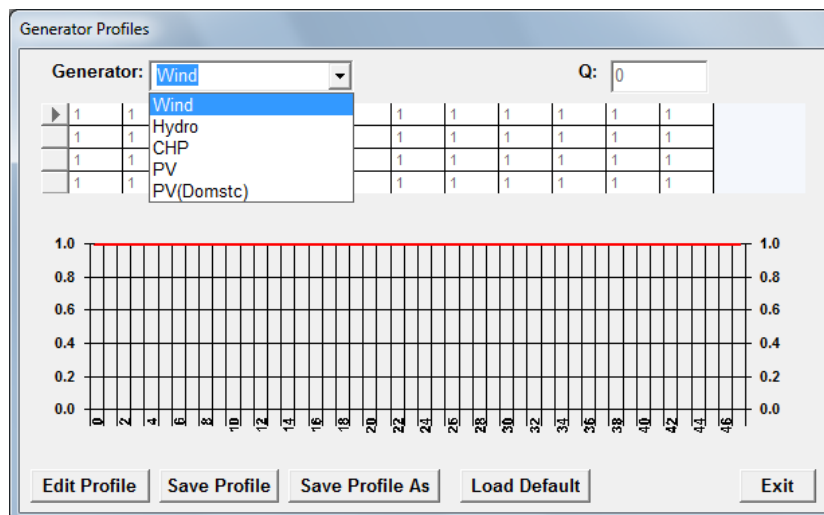 Generator Profiles
Generator: Wind Q: 0
Wind
Hydro
CHP
PV
PV(Domstc)
1 1 1 1 1 1 1 1
1 1 1 1 1 1 1 1
1 1 1 1 1 1 1 1
1 1 1 1 1 1 1 1
1.0 1.0
0.8 0.8
0.6 0.6
0.4 0.4
0.2 0.2
0.0 0.0
0 2 4 6 8 10 12 14 16 18 20 22 24 26 28 30 32 34 36 38 40 42 44 46
Edit Profile Save Profile Save Profile As Load Default Exit